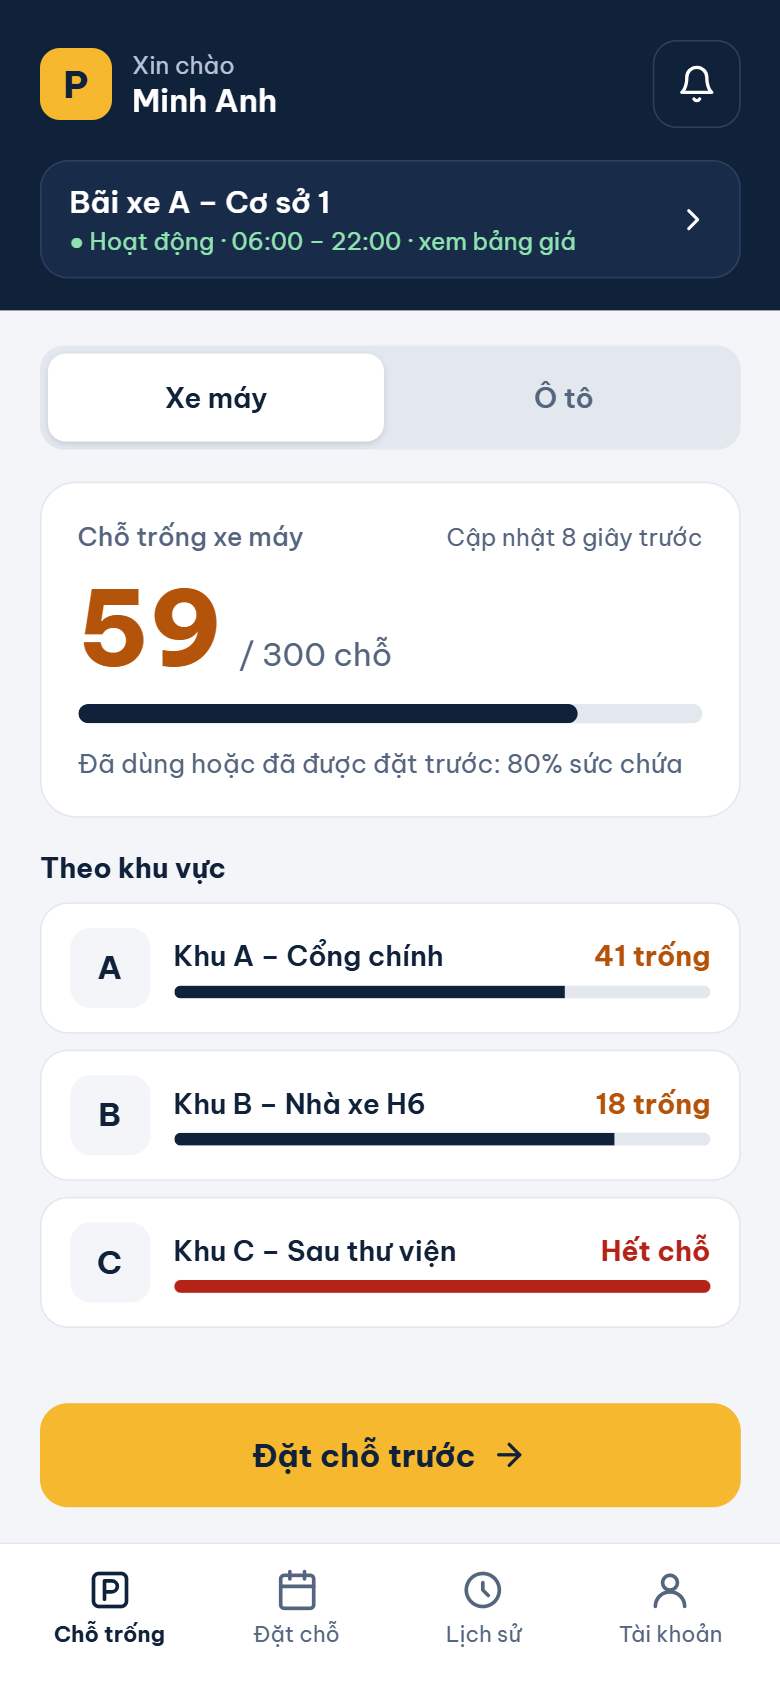 P
Xin chào
Minh Anh
Bãi xe A – Cơ sở 1
● Hoạt động · 06:00 – 22:00 · xem bảng giá
Xe máy
Ô tô
Chỗ trống xe máy
Cập nhật 8 giây trước
59 / 300 chỗ
Đã dùng hoặc đã được đặt trước: 80% sức chứa
Theo khu vực
A
Khu A – Cổng chính
41 trống
B
Khu B – Nhà xe H6
18 trống
C
Khu C – Sau thư viện
Hết chỗ
Đặt chỗ trước →
P
Chỗ trống
Đặt chỗ
Lịch sử
Tài khoản